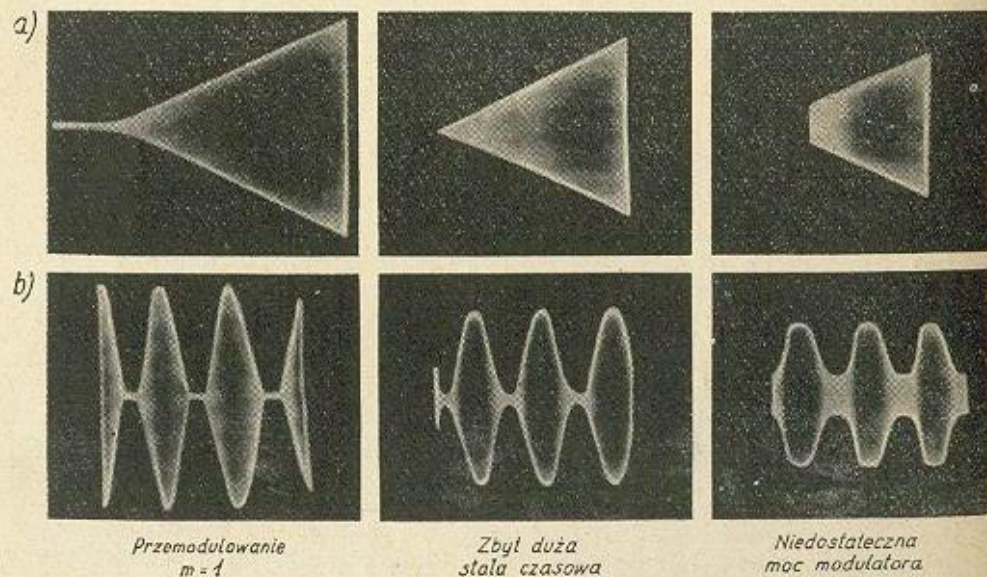 a)
b)
Przemodulowanie
m = 1
Zbyt duża
stała czasowa
Niedostateczna
moc modulatora